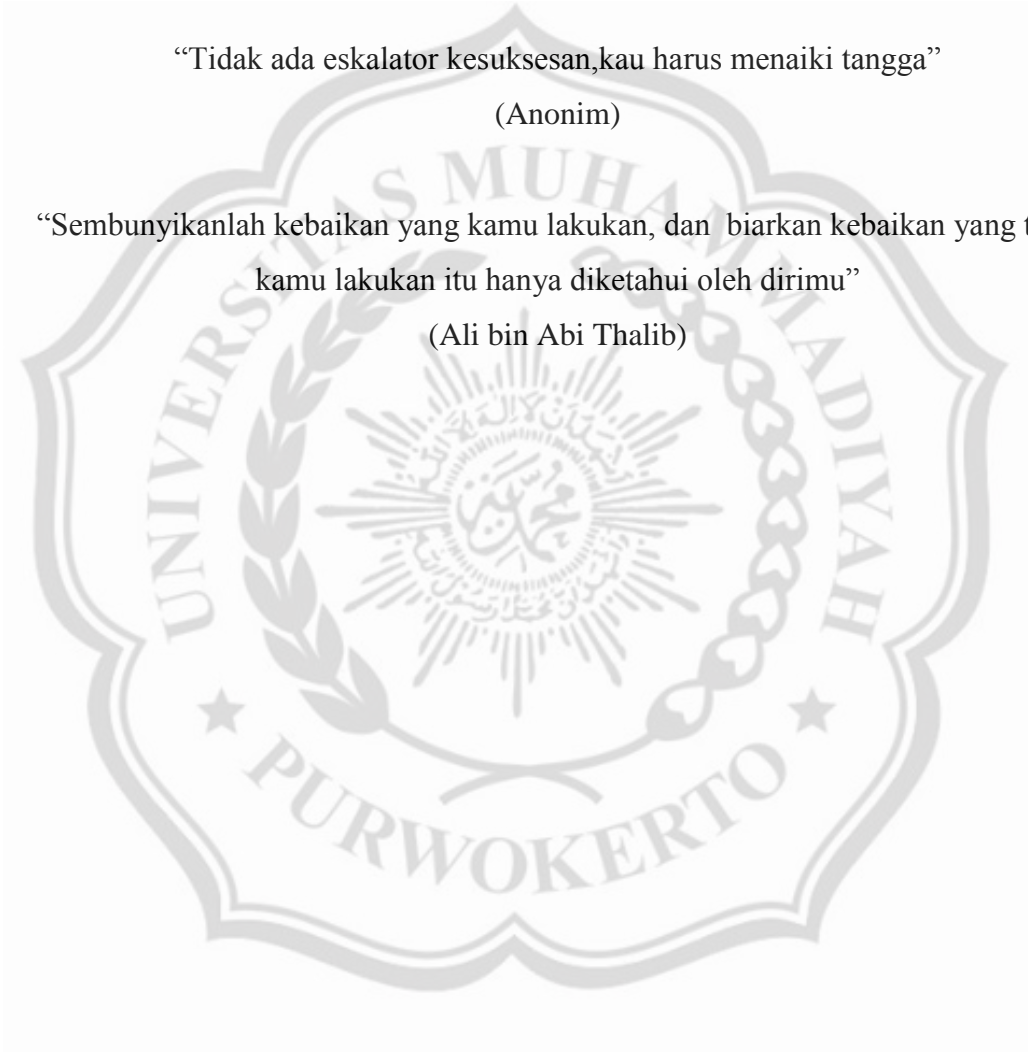 “Tidak ada eskalator kesuksesan,kau harus menaiki tangga”
(Anonim)
“Sembunyikanlah kebaikan yang kamu lakukan, dan  biarkan kebaikan yang t
kamu lakukan itu hanya diketahui oleh dirimu”
(Ali bin Abi Thalib)
UNIVERSITAS MUHAMMADIYAH
PURWOKERTO